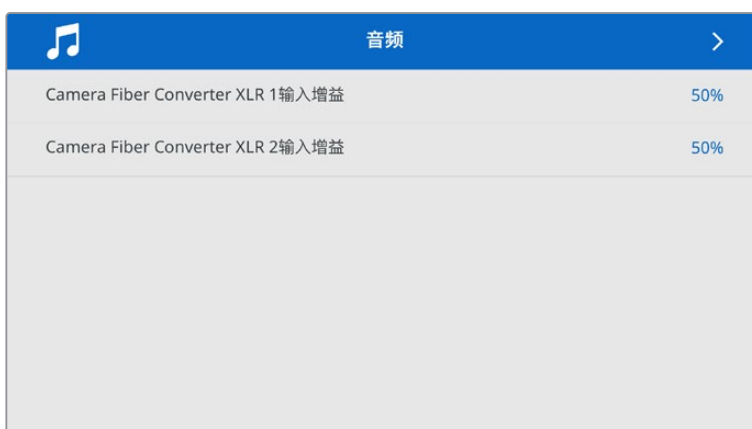 音频
Camera Fiber Converter XLR 1输入增益
50%
Camera Fiber Converter XLR 2输入增益
50%